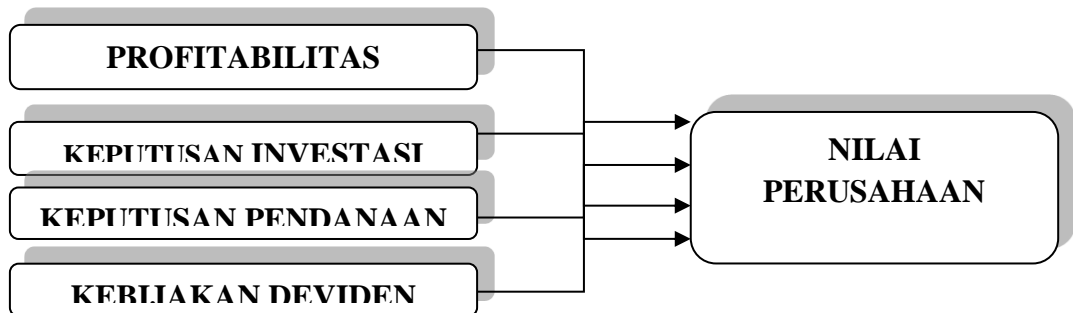 PROFITABILITAS
KEPUTUSAN INVESTASI
KEPUTUSAN PENDANAAN
KEBIJAKAN DEVIDEN
NILAI
PERUSAHAAN